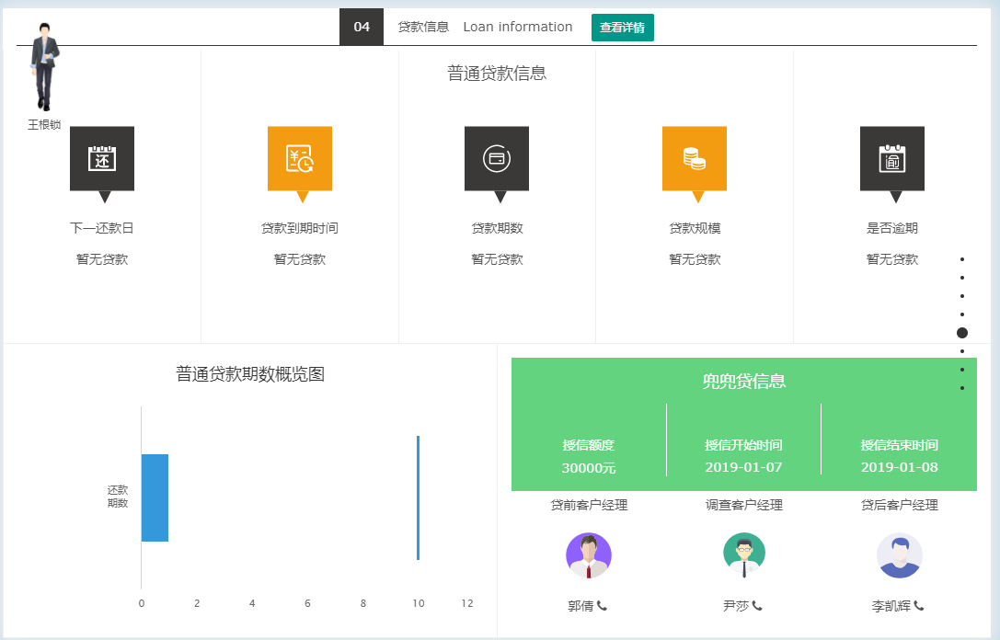 04 贷款信息 Loan information 查看详情
王根锁
普通贷款信息
还 逾
下一还款日 贷款到期时间 贷款期数 贷款规模 是否逾期
暂无贷款 暂无贷款 暂无贷款 暂无贷款 暂无贷款
普通贷款期数概览图
还款
期数
0 2 4 6 8 10 12
兜兜贷信息
授信额度 授信开始时间 授信结束时间
30000元 2019-01-07 2019-01-08
贷前客户经理 调查客户经理 贷后客户经理
郭倩 尹莎 李凯辉